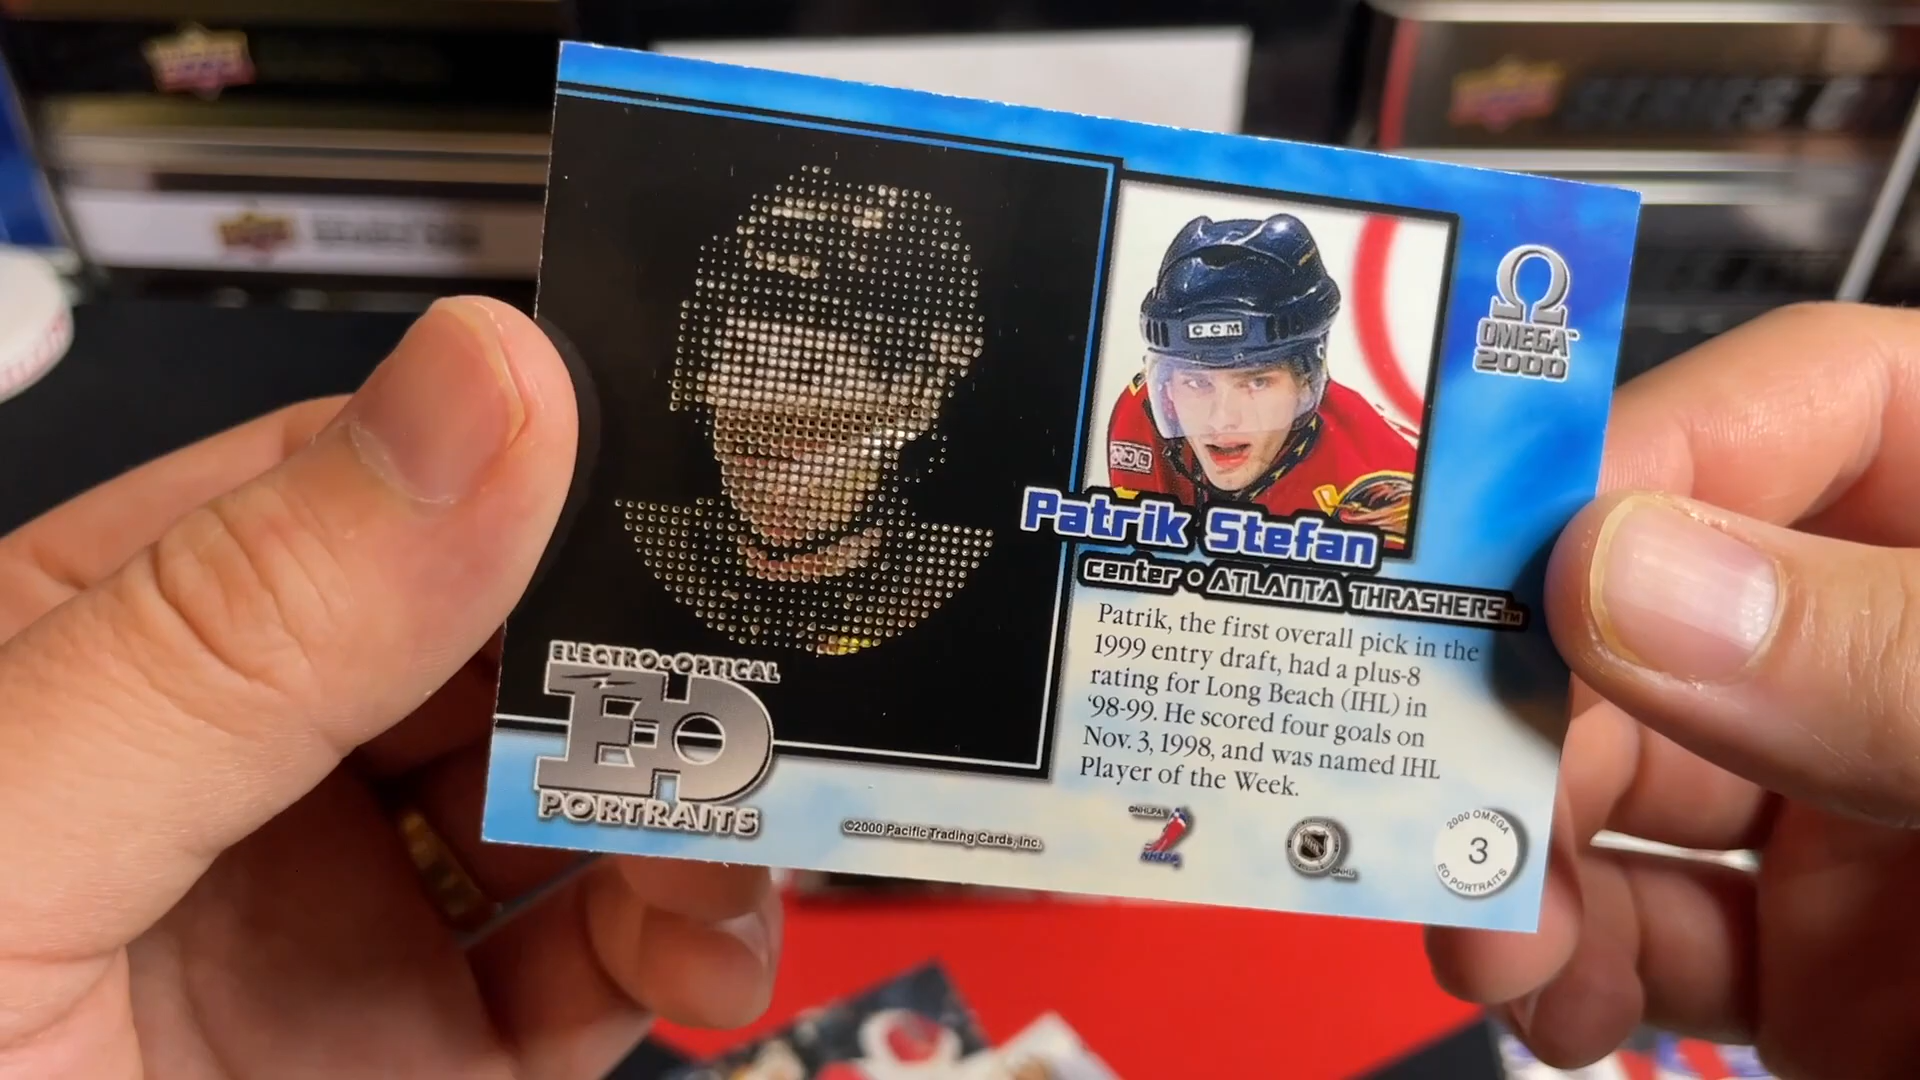 SERIES
CCM
OMEGA
2000
Patrik Stefan
center • ATLANTA THRASHERS™
Patrik, the first overall pick in the
1999 entry draft, had a plus-8
rating for Long Beach (IHL) in
‘98-99. He scored four goals on
Nov. 3, 1998, and was named IHL
Player of the Week.
ELECTRO•OPTICAL
EO
PORTRAITS
©2000 Pacific Trading Cards, Inc.
©NHLPA
NHLPA
©NHL
2000 OMEGA
3
EO PORTRAITS